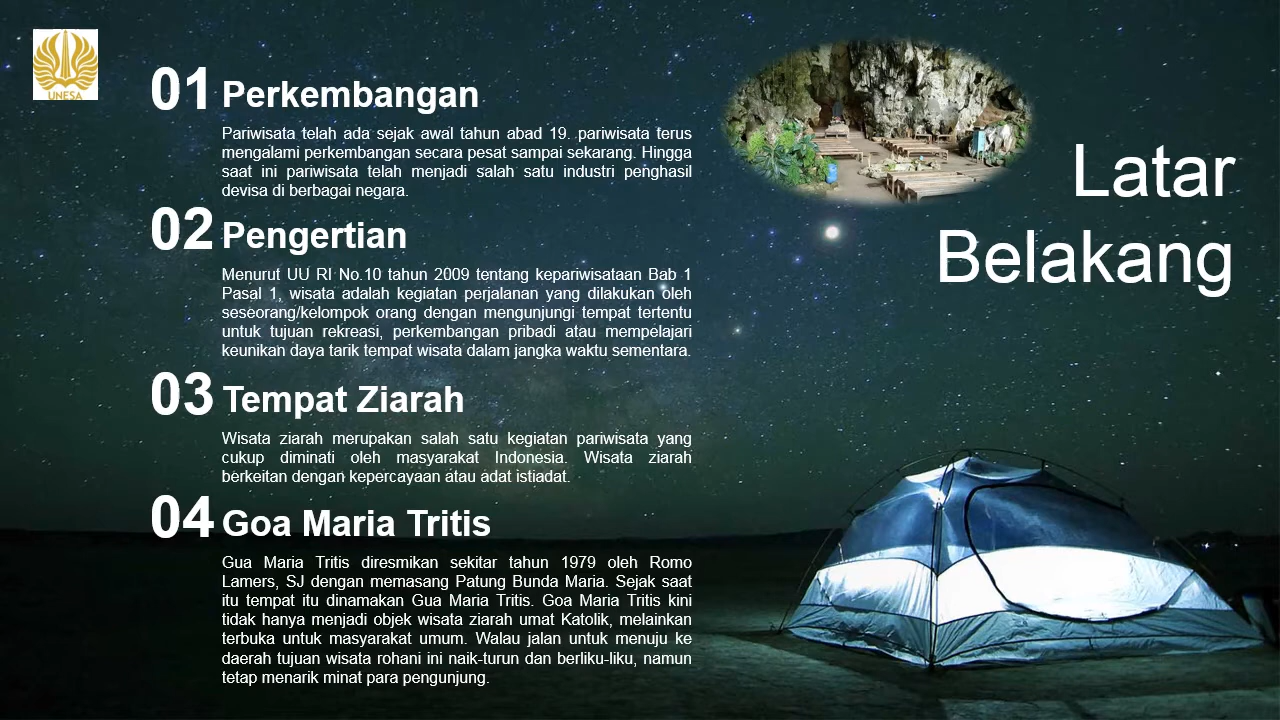 UNESA
01 Perkembangan
Pariwisata telah ada sejak awal tahun abad 19. pariwisata terus
mengalami perkembangan secara pesat sampai sekarang. Hingga
saat ini pariwisata telah menjadi salah satu industri penghasil
devisa di berbagai negara.
02 Pengertian
Menurut UU RI No.10 tahun 2009 tentang kepariwisataan Bab 1
Pasal 1, wisata adalah kegiatan perjalanan yang dilakukan oleh
seseorang/kelompok orang dengan mengunjungi tempat tertentu
untuk tujuan rekreasi, perkembangan pribadi atau mempelajari
keunikan daya tarik tempat wisata dalam jangka waktu sementara.
03 Tempat Ziarah
Wisata ziarah merupakan salah satu kegiatan pariwisata yang
cukup diminati oleh masyarakat Indonesia. Wisata ziarah
berkeitan dengan kepercayaan atau adat istiadat.
04 Goa Maria Tritis
Gua Maria Tritis diresmikan sekitar tahun 1979 oleh Romo
Lamers, SJ dengan memasang Patung Bunda Maria. Sejak saat
itu tempat itu dinamakan Gua Maria Tritis. Goa Maria Tritis kini
tidak hanya menjadi objek wisata ziarah umat Katolik, melainkan
terbuka untuk masyarakat umum. Walau jalan untuk menuju ke
daerah tujuan wisata rohani ini naik-turun dan berliku-liku, namun
tetap menarik minat para pengunjung.
Latar
Belakang